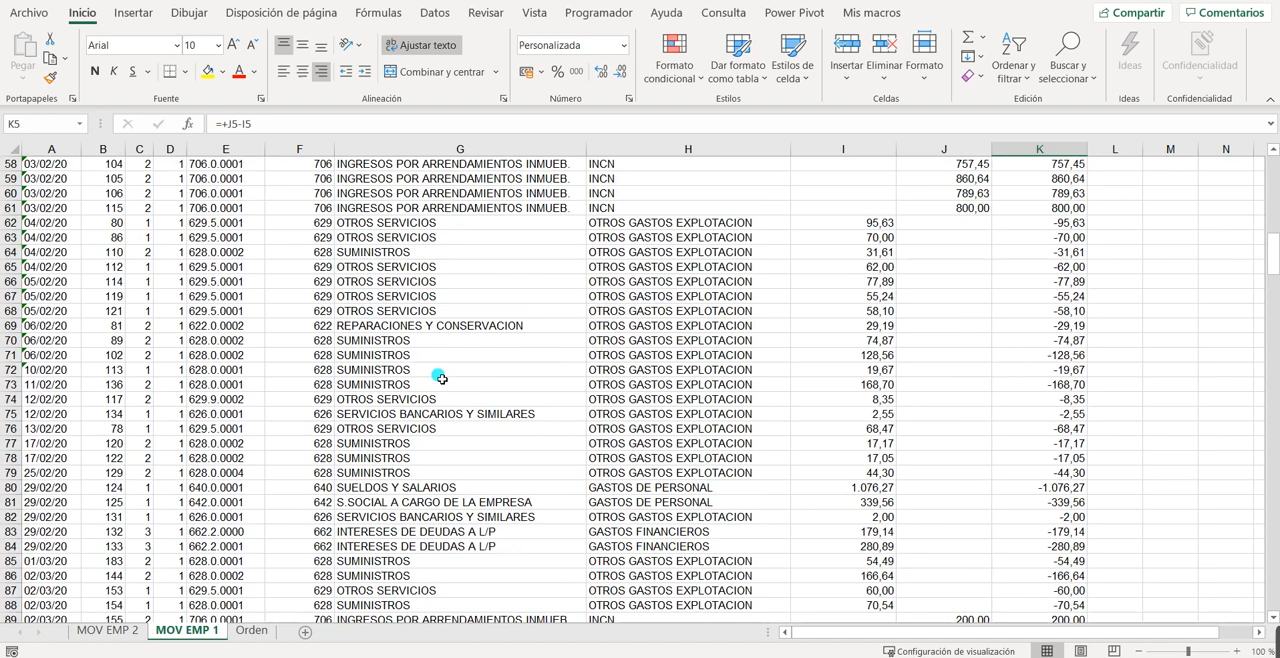 Archivo Inicio Insertar Dibujar Disposición de página Fórmulas Datos Revisar Vista Programador Ayuda Consulta Power Pivot Mis macros Compartir Comentarios
Arial 10 Ajustar texto Personalizada
Pegar N K S Combinar y centrar % 000 Formato condicional Dar formato como tabla Estilos de celda Insertar Eliminar Formato Ordenar y filtrar Buscar y seleccionar Ideas Confidencialidad
Portapapeles Fuente Alineación Número Estilos Celdas Edición Ideas Confidencialidad
K5 fx =+J5-I5
A B C D E F G H I J K L M N
58 03/02/20 104 2 1 706.0.0001 706 INGRESOS POR ARRENDAMIENTOS INMUEB. INCN 757,45 757,45
59 03/02/20 105 2 1 706.0.0001 706 INGRESOS POR ARRENDAMIENTOS INMUEB. INCN 860,64 860,64
60 03/02/20 106 2 1 706.0.0001 706 INGRESOS POR ARRENDAMIENTOS INMUEB. INCN 789,63 789,63
61 03/02/20 115 2 1 706.0.0001 706 INGRESOS POR ARRENDAMIENTOS INMUEB. INCN 800,00 800,00
62 04/02/20 80 1 1 629.5.0001 629 OTROS SERVICIOS OTROS GASTOS EXPLOTACION 95,63 -95,63
63 04/02/20 86 1 1 629.5.0001 629 OTROS SERVICIOS OTROS GASTOS EXPLOTACION 70,00 -70,00
64 04/02/20 110 2 1 628.0.0002 628 SUMINISTROS OTROS GASTOS EXPLOTACION 31,61 -31,61
65 04/02/20 112 1 1 629.5.0001 629 OTROS SERVICIOS OTROS GASTOS EXPLOTACION 62,00 -62,00
66 05/02/20 114 1 1 629.5.0001 629 OTROS SERVICIOS OTROS GASTOS EXPLOTACION 77,89 -77,89
67 05/02/20 119 1 1 629.5.0001 629 OTROS SERVICIOS OTROS GASTOS EXPLOTACION 55,24 -55,24
68 05/02/20 121 1 1 629.5.0001 629 OTROS SERVICIOS OTROS GASTOS EXPLOTACION 58,10 -58,10
69 06/02/20 81 2 1 622.0.0002 622 REPARACIONES Y CONSERVACION OTROS GASTOS EXPLOTACION 29,19 -29,19
70 06/02/20 89 2 1 628.0.0002 628 SUMINISTROS OTROS GASTOS EXPLOTACION 74,87 -74,87
71 06/02/20 102 2 1 628.0.0002 628 SUMINISTROS OTROS GASTOS EXPLOTACION 128,56 -128,56
72 10/02/20 113 1 1 628.0.0001 628 SUMINISTROS OTROS GASTOS EXPLOTACION 19,67 -19,67
73 11/02/20 136 2 1 628.0.0001 628 SUMINISTROS OTROS GASTOS EXPLOTACION 168,70 -168,70
74 12/02/20 117 2 1 629.9.0002 629 OTROS SERVICIOS OTROS GASTOS EXPLOTACION 8,35 -8,35
75 12/02/20 134 1 1 626.0.0001 626 SERVICIOS BANCARIOS Y SIMILARES OTROS GASTOS EXPLOTACION 2,55 -2,55
76 13/02/20 78 1 1 629.5.0001 629 OTROS SERVICIOS OTROS GASTOS EXPLOTACION 68,47 -68,47
77 17/02/20 120 2 1 628.0.0002 628 SUMINISTROS OTROS GASTOS EXPLOTACION 17,17 -17,17
78 17/02/20 122 2 1 628.0.0002 628 SUMINISTROS OTROS GASTOS EXPLOTACION 17,05 -17,05
79 25/02/20 129 2 1 628.0.0004 628 SUMINISTROS OTROS GASTOS EXPLOTACION 44,30 -44,30
80 29/02/20 124 1 1 640.0.0001 640 SUELDOS Y SALARIOS GASTOS DE PERSONAL 1.076,27 -1.076,27
81 29/02/20 125 1 1 642.0.0001 642 S.SOCIAL A CARGO DE LA EMPRESA GASTOS DE PERSONAL 339,56 -339,56
82 29/02/20 131 1 1 626.0.0001 626 SERVICIOS BANCARIOS Y SIMILARES OTROS GASTOS EXPLOTACION 2,00 -2,00
83 29/02/20 132 3 1 662.2.0000 662 INTERESES DE DEUDAS A L/P GASTOS FINANCIEROS 179,14 -179,14
84 29/02/20 133 3 1 662.2.0001 662 INTERESES DE DEUDAS A L/P GASTOS FINANCIEROS 280,89 -280,89
85 01/03/20 183 2 1 628.0.0001 628 SUMINISTROS OTROS GASTOS EXPLOTACION 54,49 -54,49
86 02/03/20 144 2 1 628.0.0002 628 SUMINISTROS OTROS GASTOS EXPLOTACION 166,64 -166,64
87 02/03/20 153 1 1 629.5.0001 629 OTROS SERVICIOS OTROS GASTOS EXPLOTACION 60,00 -60,00
88 02/03/20 154 1 1 628.0.0001 628 SUMINISTROS OTROS GASTOS EXPLOTACION 70,54 -70,54
89 02/03/20 155 2 1 706.0.0001 706 INGRESOS POR ARRENDAMIENTOS INMUEB. INCN 200,00 200,00
MOV EMP 2 MOV EMP 1 Orden
Configuración de visualización 100 %